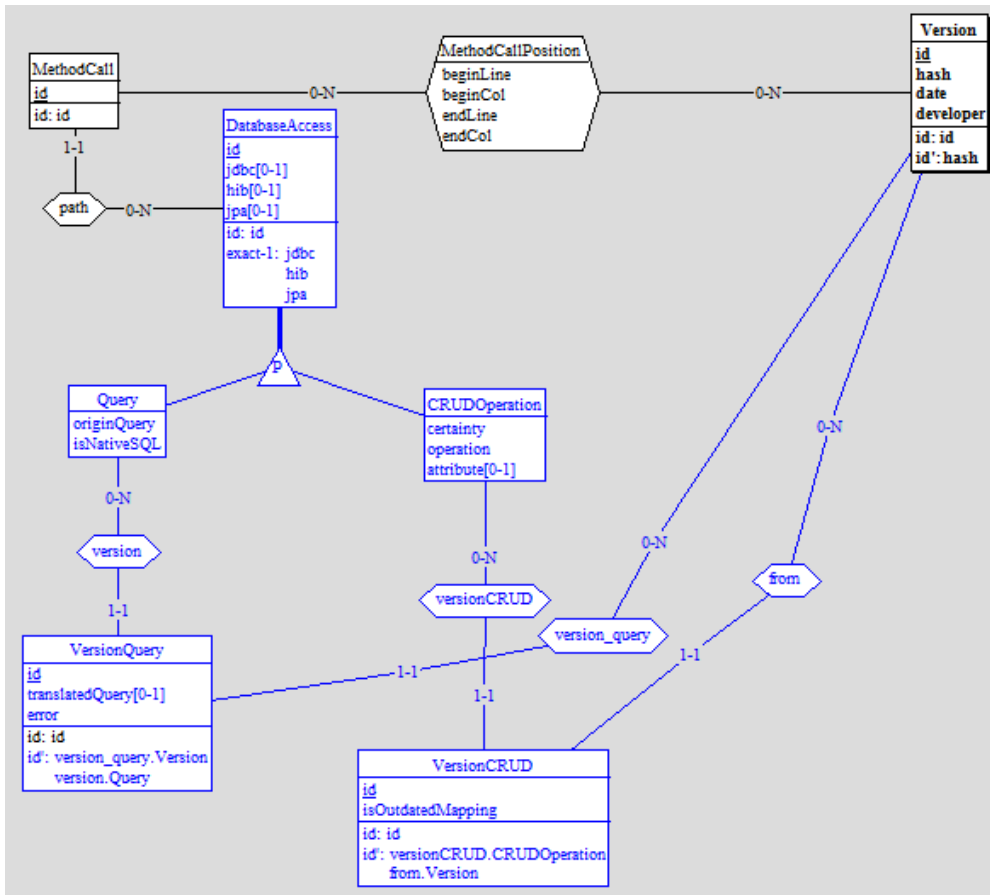 Version
id
hash
date
developer
id: id
id': hash
MethodCallPosition
beginLine
beginCol
endLine
endCol
MethodCall
id
id: id
0-N
0-N
1-1
path
0-N
DatabaseAccess
id
jdbc[0-1]
hib[0-1]
jpa[0-1]
id: id
exact-1: jdbc
hib
jpa
P
Query
originQuery
isNativeSQL
CRUDOperation
certainty
operation
attribute[0-1]
0-N
0-N
0-N
0-N
version
versionCRUD
from
version_query
1-1
1-1
1-1
1-1
VersionQuery
id
translatedQuery[0-1]
error
id: id
id': version_query.Version
version.Query
VersionCRUD
id
isOutdatedMapping
id: id
id': versionCRUD.CRUDOperation
from.Version